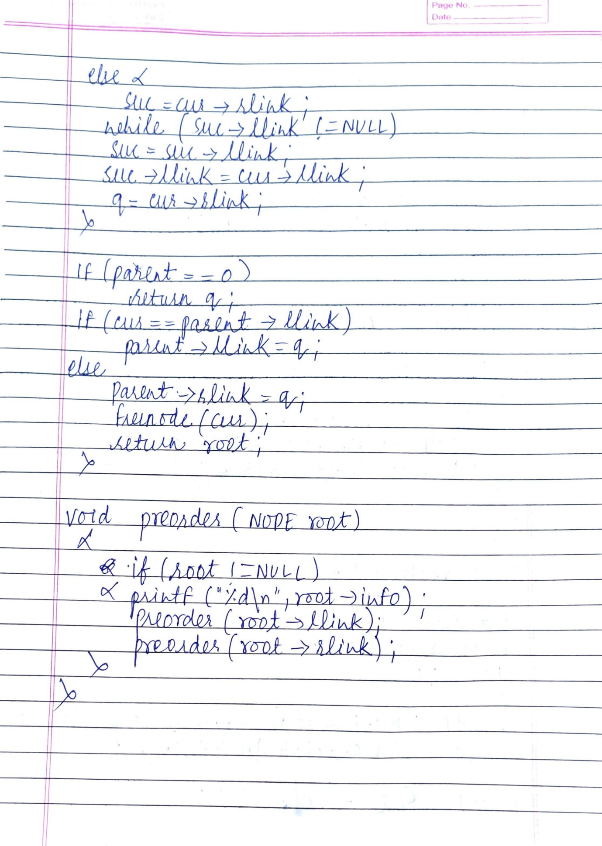 Page No.
Date
else {
suc = cur → rlink ;
while ( suc → llink != NULL)
suc = suc → llink ;
suc → llink = cur → llink ;
q = cur → rlink ;
}
if (parent = = 0)
return q ;
if (cur == parent → llink)
parent → llink = q ;
else
parent → rlink = q ;
freenode (cur) ;
return root ;
}
void preorder ( NODE root)
{
if (root != NULL)
{ printf ("%d\n", root → info) ;
preorder (root → llink) ;
preorder (root → rlink) ;
}
}